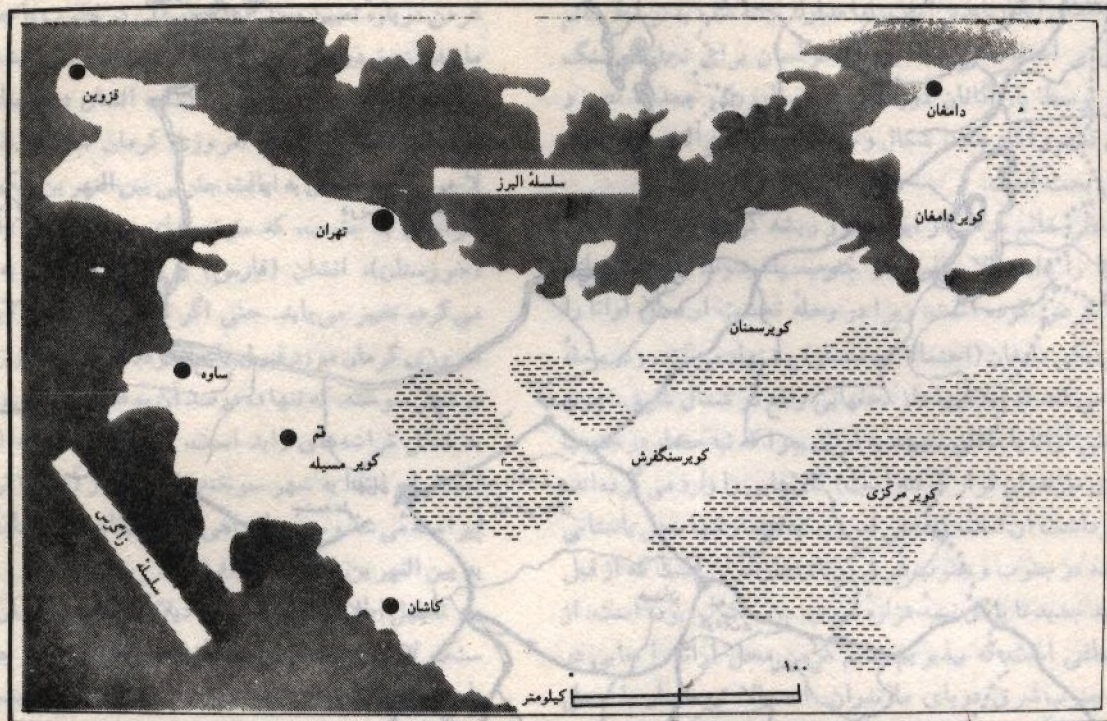 قزوین
دامغان
سلسلهٔ البرز
کویر دامغان
تهران
کویر سمنان
ساوه
قم
کویر مسیله
کویر سنگفرش
کویر مرکزی
سلسلهٔ زاگرس
کاشان
۱۰۰
کیلومتر